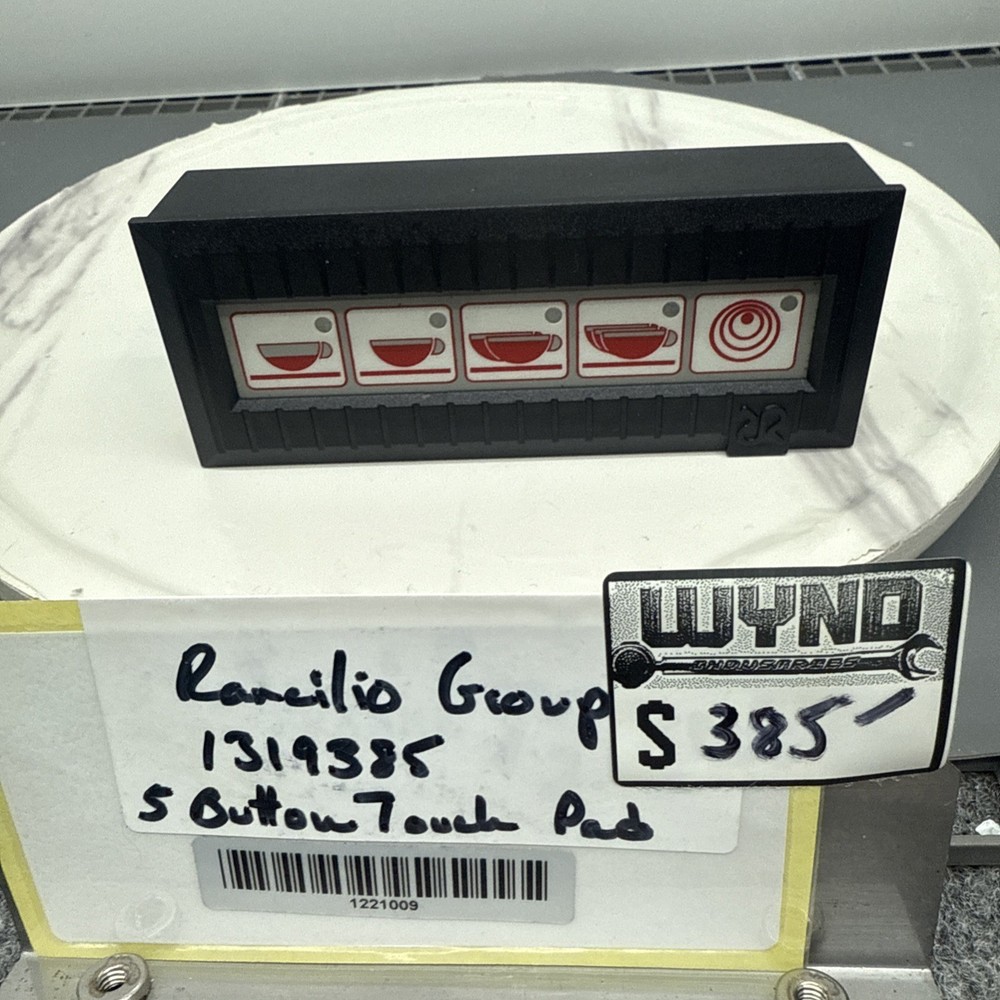 Rancilio Group
1319385
5 Button Touch Pad
1221009
WYND
INDUSTRIES
$ 385